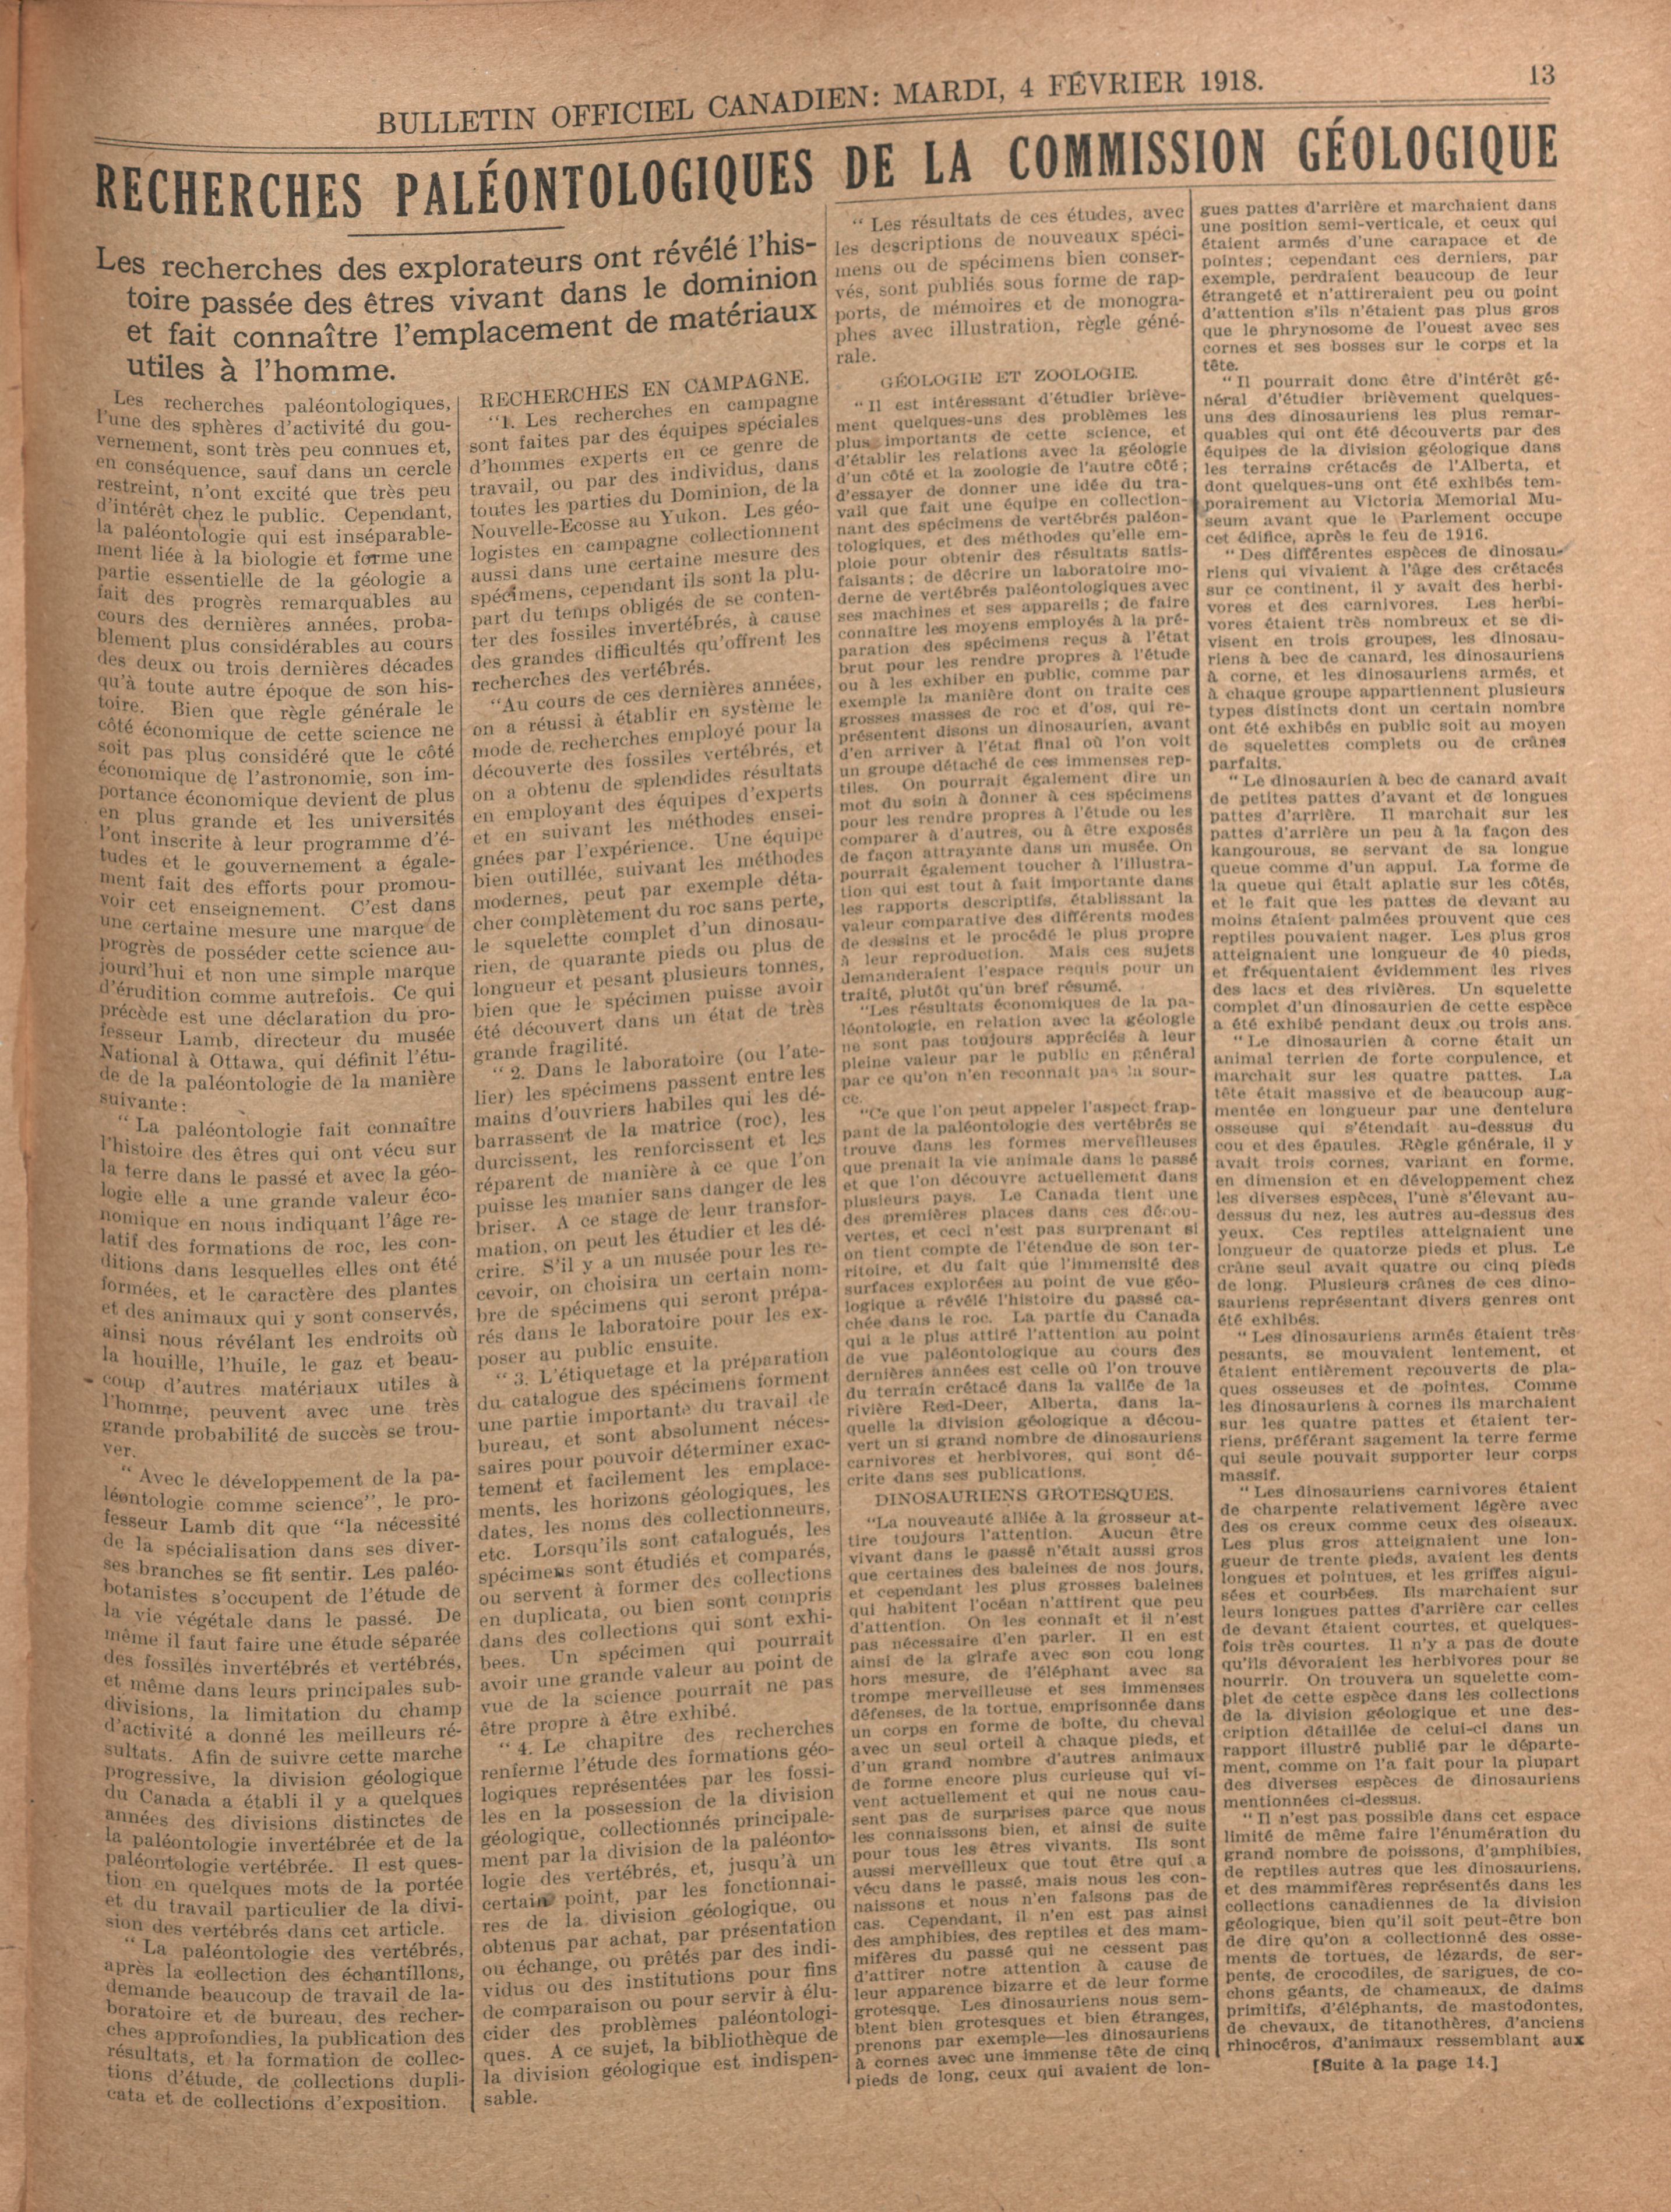 BULLETIN OFFICIEL CANADIEN: MARDI, 4 FÉVRIER 1918.
13
RECHERCHES PALÉONTOLOGIQUES DE LA COMMISSION GÉOLOGIQUE
Les recherches des explorateurs ont révélé l'his-
toire passée des êtres vivant dans le dominion
et fait connaître l'emplacement de matériaux
utiles à l'homme.
Les recherches paléontologiques,
l'une des sphères d'activité du gou-
vernement, sont très peu connues et,
en conséquence, sauf dans un cercle
restreint, n'ont excité que très peu
d'intérêt chez le public. Cependant,
la paléontologie qui est inséparable-
ment liée à la biologie et forme une
partie essentielle de la géologie a
fait des progrès remarquables au
cours des dernières années, proba-
blement plus considérables au cours
des deux ou trois dernières décades
qu'à toute autre époque de son his-
toire. Bien que règle générale le
côté économique de cette science ne
soit pas plus considéré que le côté
économique de l'astronomie, son im-
portance économique devient de plus
en plus grande et les universités
l'ont inscrite à leur programme d'é-
tudes et le gouvernement a égale-
ment fait des efforts pour promou-
voir cet enseignement. C'est dans
une certaine mesure une marque de
progrès de posséder cette science au-
jourd'hui et non une simple marque
d'érudition comme autrefois. Ce qui
précède est une déclaration du pro-
fesseur Lamb, directeur du musée
National à Ottawa, qui définit l'étu-
de de la paléontologie de la manière
suivante:
"La paléontologie fait connaître
l'histoire des êtres qui ont vécu sur
la terre dans le passé et avec la géo-
logie elle a une grande valeur éco-
nomique en nous indiquant l'âge re-
latif des formations de roc, les con-
ditions dans lesquelles elles ont été
formées, et le caractère des plantes
et des animaux qui y sont conservés,
ainsi nous révélant les endroits où
la houille, l'huile, le gaz et beau-
coup d'autres matériaux utiles à
l'homme, peuvent avec une très
grande probabilité de succès se trou-
ver.
"Avec le développement de la pa-
léontologie comme science", le pro-
fesseur Lamb dit que "la nécessité
de la spécialisation dans ses diver-
ses branches se fit sentir. Les paléo-
botanistes s'occupent de l'étude de
la vie végétale dans le passé. De
même il faut faire une étude séparée
des fossiles invertébrés et vertébrés,
et même dans leurs principales sub-
divisions, la limitation du champ
d'activité a donné les meilleurs ré-
sultats. Afin de suivre cette marche
progressive, la division géologique
du Canada a établi il y a quelques
années des divisions distinctes de
la paléontologie invertébrée et de la
paléontologie vertébrée. Il est ques-
tion en quelques mots de la portée
et du travail particulier de la divi-
sion des vertébrés dans cet article.
"La paléontologie des vertébrés,
après la collection des échantillons,
demande beaucoup de travail de la-
boratoire et de bureau, des recher-
ches approfondies, la publication des
résultats, et la formation de collec-
tions d'étude, de collections dupli-
cata et de collections d'exposition.
RECHERCHES EN CAMPAGNE.
"1. Les recherches en campagne
sont faites par des équipes spéciales
d'hommes experts en ce genre de
travail, ou par des individus, dans
toutes les parties du Dominion, de la
Nouvelle-Ecosse au Yukon. Les géo-
logistes en campagne collectionnent
aussi dans une certaine mesure des
spécimens, cependant ils sont la plu-
part du temps obligés de se conten-
ter des fossiles invertébrés, à cause
des grandes difficultés qu'offrent les
recherches des vertébrés.
"Au cours de ces dernières années,
on a réussi à établir en système le
mode de recherches employé pour la
découverte des fossiles vertébrés, et
on a obtenu de splendides résultats
en employant des équipes d'experts
et en suivant les méthodes ensei-
gnées par l'expérience. Une équipe
bien outillée, suivant les méthodes
modernes, peut par exemple déta-
cher complètement du roc sans perte,
le squelette complet d'un dinosau-
rien, de quarante pieds ou plus de
longueur et pesant plusieurs tonnes,
bien que le spécimen puisse avoir
été découvert dans un état de très
grande fragilité.
"2. Dans le laboratoire (ou l'ate-
lier) les spécimens passent entre les
mains d'ouvriers habiles qui les dé-
barrassent de la matrice (roc), les
durcissent, les renforcissent et les
réparent de manière à ce que l'on
puisse les manier sans danger de les
briser. A ce stage de leur transfor-
mation, on peut les étudier et les dé-
crire. S'il y a un musée pour les re-
cevoir, on choisira un certain nom-
bre de spécimens qui seront prépa-
rés dans le laboratoire pour les ex-
poser au public ensuite.
"3. L'étiquetage et la préparation
du catalogue des spécimens forment
une partie importante du travail de
bureau, et sont absolument néces-
saires pour pouvoir déterminer exac-
tement et facilement les emplace-
ments, les horizons géologiques, les
dates, les noms des collectionneurs,
etc. Lorsqu'ils sont catalogués, les
spécimens sont étudiés et comparés,
ou servent à former des collections
en duplicata, ou bien sont compris
dans des collections qui sont exhi-
bees. Un spécimen qui pourrait
avoir une grande valeur au point de
vue de la science pourrait ne pas
être propre à être exhibé.
"4. Le chapitre des recherches
renferme l'étude des formations géo-
logiques représentées par les fossi-
les en la possession de la division
géologique, collectionnés principale-
ment par la division de la paléonto-
logie des vertébrés, et, jusqu'à un
certain point, par les fonctionnai-
res de la division géologique, ou
obtenus par achat, par présentation
ou échange, ou prêtés par des indi-
vidus ou des institutions pour fins
de comparaison ou pour servir à élu-
cider des problèmes paléontologi-
ques. A ce sujet, la bibliothèque de
la division géologique est indispen-
sable.
"Les résultats de ces études, avec
les descriptions de nouveaux spéci-
mens ou de spécimens bien conser-
vés, sont publiés sous forme de rap-
ports, de mémoires et de monogra-
phes avec illustration, règle géné-
rale.
GÉOLOGIE ET ZOOLOGIE.
"Il est intéressant d'étudier briève-
ment quelques-uns des problèmes les
plus importants de cette science, et
d'établir les relations avec la géologie
d'un côté et la zoologie de l'autre côté;
d'essayer de donner une idée du tra-
vail que fait une équipe en collection-
nant des spécimens de vertébrés paléon-
tologiques, et des méthodes qu'elle em-
ploie pour obtenir des résultats satis-
faisants; de décrire un laboratoire mo-
derne de vertébrés paléontologiques avec
ses machines et ses appareils; de faire
connaître les moyens employés à la pré-
paration des spécimens reçus à l'état
brut pour les rendre propres à l'étude
ou à les exhiber en public, comme par
exemple la manière dont on traite ces
grosses masses de roc et d'os, qui re-
présentent disons un dinosaurien, avant
d'en arriver à l'état final où l'on voit
un groupe détaché de ces immenses rep-
tiles. On pourrait également dire un
mot du soin à donner à ces spécimens
pour les rendre propres à l'étude ou les
comparer à d'autres, ou à être exposés
de façon attrayante dans un musée. On
pourrait également toucher à l'illustra-
tion qui est tout à fait importante dans
les rapports descriptifs, établissant la
valeur comparative des différents modes
de dessins et le procédé le plus propre
à leur reproduction. Mais ces sujets
demanderaient l'espace requis pour un
traité, plutôt qu'un bref résumé.
"Les résultats économiques de la pa-
léontologie, en relation avec la géologie
ne sont pas toujours appréciés à leur
pleine valeur par le public en général
par ce qu'on n'en reconnaît pas la sour-
ce.
"Ce que l'on peut appeler l'aspect frap-
pant de la paléontologie des vertébrés se
trouve dans les formes merveilleuses
que prenait la vie animale dans le passé
et que l'on découvre actuellement dans
plusieurs pays. Le Canada tient une
des premières places dans ces décou-
vertes, et ceci n'est pas surprenant si
on tient compte de l'étendue de son ter-
ritoire, et du fait que l'immensité des
surfaces explorées au point de vue géo-
logique a révélé l'histoire du passé ca-
chée dans le roc. La partie du Canada
qui a le plus attiré l'attention au point
de vue paléontologique au cours des
dernières années est celle où l'on trouve
du terrain crétacé dans la vallée de la
rivière Red-Deer, Alberta, dans la-
quelle la division géologique a décou-
vert un si grand nombre de dinosauriens
carnivores et herbivores, qui sont dé-
crite dans ses publications.
DINOSAURIENS GROTESQUES.
"La nouveauté alliée à la grosseur at-
tire toujours l'attention. Aucun être
vivant dans le passé n'était aussi gros
que certaines des baleines de nos jours,
et cependant les plus grosses baleines
qui habitent l'océan n'attirent que peu
d'attention. On les connaît et il n'est
pas nécessaire d'en parler. Il en est
ainsi de la girafe avec son cou long
hors mesure, de l'éléphant avec sa
trompe merveilleuse et ses immenses
défenses, de la tortue, emprisonnée dans
un corps en forme de boîte, du cheval
avec un seul orteil à chaque pieds, et
d'un grand nombre d'autres animaux
de forme encore plus curieuse qui vi-
vent actuellement et qui ne nous cau-
sent pas de surprises parce que nous
les connaissons bien, et ainsi de suite
pour tous les êtres vivants. Ils sont
aussi merveilleux que tout être qui a
vécu dans le passé, mais nous les con-
naissons et nous n'en faisons pas de
cas. Cependant, il n'en est pas ainsi
des amphibies, des reptiles et des mam-
mifères du passé qui ne cessent pas
d'attirer notre attention à cause de
leur apparence bizarre et de leur forme
grotesque. Les dinosauriens nous sem-
blent bien grotesques et bien étranges,
prenons par exemple—les dinosauriens
à cornes avec une immense tête de cinq
pieds de long, ceux qui avaient de lon-
gues pattes d'arrière et marchaient dans
une position semi-verticale, et ceux qui
étaient armés d'une carapace et de
pointes; cependant ces derniers, par
exemple, perdraient beaucoup de leur
étrangeté et n'attireraient peu ou point
d'attention s'ils n'étaient pas plus gros
que le phrynosome de l'ouest avec ses
cornes et ses bosses sur le corps et la
tête.
"Il pourrait donc être d'intérêt gé-
néral d'étudier brièvement quelques-
uns des dinosauriens les plus remar-
quables qui ont été découverts par des
équipes de la division géologique dans
les terrains crétacés de l'Alberta, et
dont quelques-uns ont été exhibés tem-
porairement au Victoria Memorial Mu-
seum avant que le Parlement occupe
cet édifice, après le feu de 1916.
"Des différentes espèces de dinosau-
riens qui vivaient à l'âge des crétacés
sur ce continent, il y avait des herbi-
vores et des carnivores. Les herbi-
vores étaient très nombreux et se di-
visent en trois groupes, les dinosau-
riens à bec de canard, les dinosauriens
à corne, et les dinosauriens armés, et
à chaque groupe appartiennent plusieurs
types distincts dont un certain nombre
ont été exhibés en public soit au moyen
de squelettes complets ou de crânes
parfaits.
"Le dinosaurien à bec de canard avait
de petites pattes d'avant et de longues
pattes d'arrière. Il marchait sur les
pattes d'arrière un peu à la façon des
kangourous, se servant de sa longue
queue comme d'un appui. La forme de
la queue qui était aplatie sur les côtés,
et le fait que les pattes de devant au
moins étaient palmées prouvent que ces
reptiles pouvaient nager. Les plus gros
atteignaient une longueur de 40 pieds,
et fréquentaient évidemment les rives
des lacs et des rivières. Un squelette
complet d'un dinosaurien de cette espèce
a été exhibé pendant deux ou trois ans.
"Le dinosaurien à corne était un
animal terrien de forte corpulence, et
marchait sur les quatre pattes. La
tête était massive et de beaucoup aug-
mentée en longueur par une dentelure
osseuse qui s'étendait au-dessus du
cou et des épaules. Règle générale, il y
avait trois cornes, variant en forme,
en dimension et en développement chez
les diverses espèces, l'une s'élevant au-
dessus du nez, les autres au-dessus des
yeux. Ces reptiles atteignaient une
longueur de quatorze pieds et plus. Le
crâne seul avait quatre ou cinq pieds
de long. Plusieurs crânes de ces dino-
sauriens représentant divers genres ont
été exhibés.
"Les dinosauriens armés étaient très
pesants, se mouvaient lentement, et
étaient entièrement recouverts de pla-
ques osseuses et de pointes. Comme
les dinosauriens à cornes ils marchaient
sur les quatre pattes et étaient ter-
riens, préférant sagement la terre ferme
qui seule pouvait supporter leur corps
massif.
"Les dinosauriens carnivores étaient
de charpente relativement légère avec
des os creux comme ceux des oiseaux.
Les plus gros atteignaient une lon-
gueur de trente pieds, avaient les dents
longues et pointues, et les griffes aigui-
sées et courbées. Ils marchaient sur
leurs longues pattes d'arrière car celles
de devant étaient courtes, et quelques-
fois très courtes. Il n'y a pas de doute
qu'ils dévoraient les herbivores pour se
nourrir. On trouvera un squelette com-
plet de cette espèce dans les collections
de la division géologique et une des-
cription détaillée de celui-ci dans un
rapport illustré publié par le départe-
ment, comme on l'a fait pour la plupart
des diverses espèces de dinosauriens
mentionnées ci-dessus.
"Il n'est pas possible dans cet espace
limité de même faire l'énumération du
grand nombre de poissons, d'amphibies,
de reptiles autres que les dinosauriens,
et des mammifères représentés dans les
collections canadiennes de la division
géologique, bien qu'il soit peut-être bon
de dire qu'on a collectionné des osse-
ments de tortues, de lézards, de ser-
pents, de crocodiles, de sarigues, de co-
chons géants, de chameaux, de daims
primitifs, d'éléphants, de mastodontes,
de chevaux, de titanothères, d'anciens
rhinocéros, d'animaux ressemblant aux
[Suite à la page 14.]